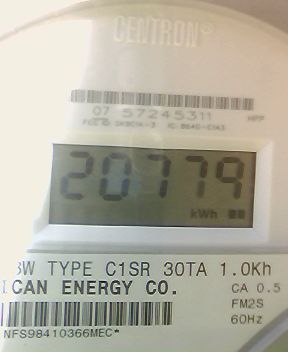 CENTRON®
07 57245311 HPP
20779
kWh
3W TYPE C1SR 30TA 1.0Kh
CAN ENERGY CO. CA 0.5
FM2S
60Hz
NFS98410366MEC*